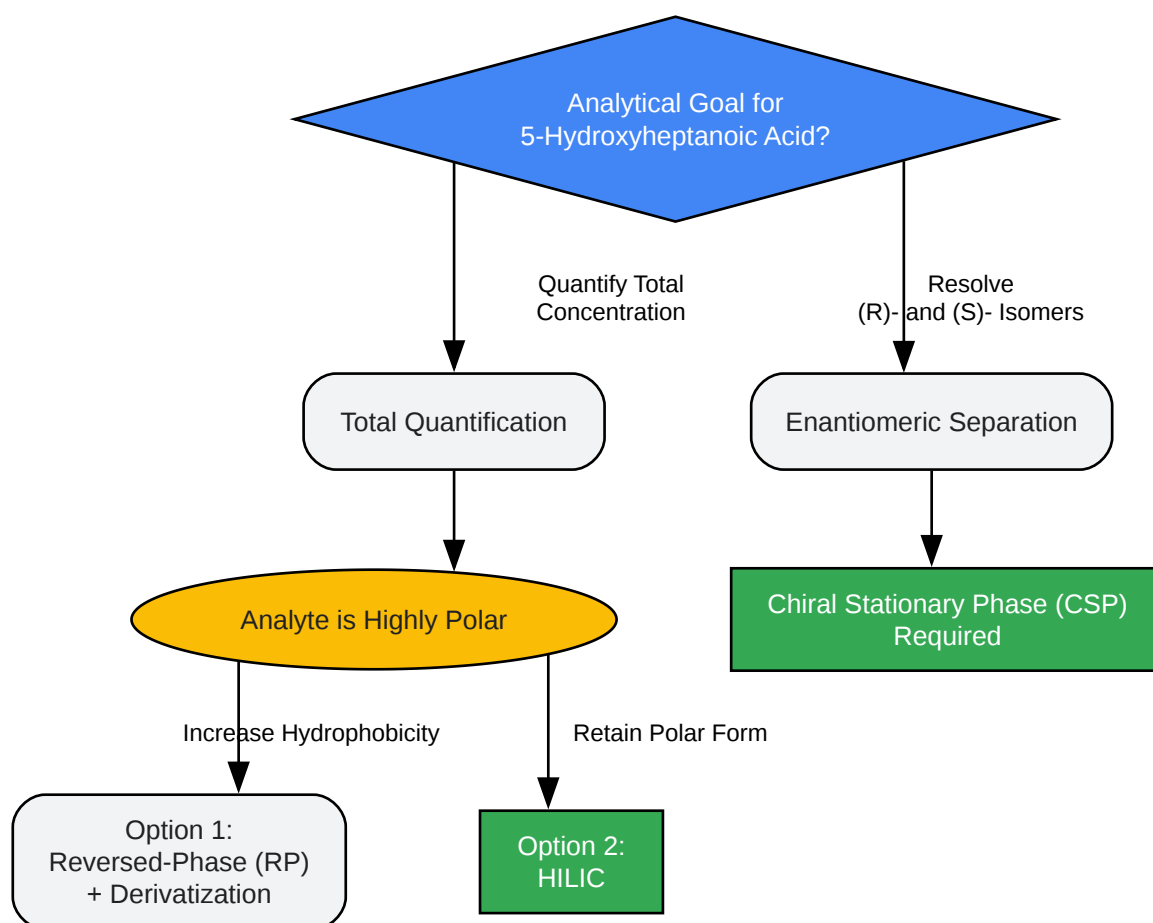 Analytical Goal for
5-Hydroxyheptanoic Acid?
Quantify Total
Concentration
Resolve
(R)- and (S)- Isomers
Total Quantification
Enantiomeric Separation
Analyte is Highly Polar
Chiral Stationary Phase (CSP)
Required
Increase Hydrophobicity
Retain Polar Form
Option 1:
Reversed-Phase (RP)
+ Derivatization
Option 2:
HILIC